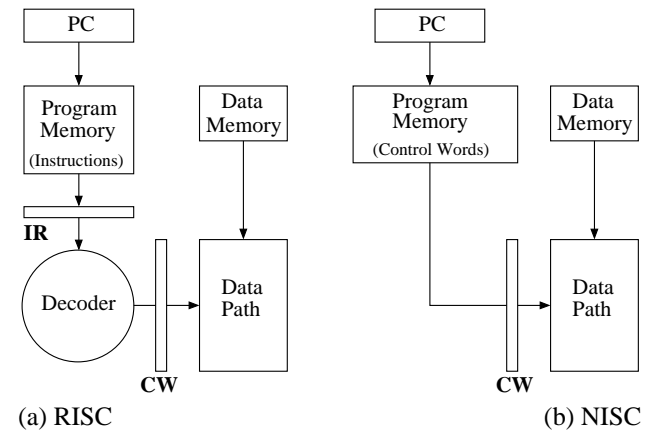 PC
Program
Memory
(Instructions)
Data
Memory
IR
Decoder
Data
Path
CW
(a) RISC
PC
Program
Memory
(Control Words)
Data
Memory
Data
Path
CW
(b) NISC